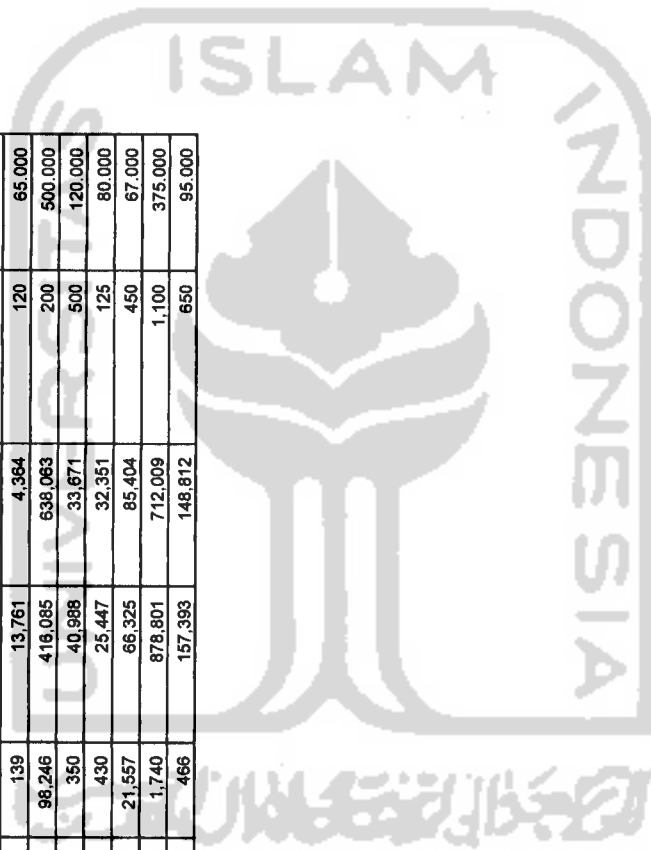 ISLAM
UNIVERSITAS
INDONESIA
139 13,761 4,364 120 65.000
98,246 416,085 638,063 200 500.000
350 40,988 33,671 500 120.000
430 25,447 32,351 125 80.000
21,557 66,325 85,404 450 67.000
1,740 878,801 712,009 1,100 375.000
466 157,393 148,812 650 95.000